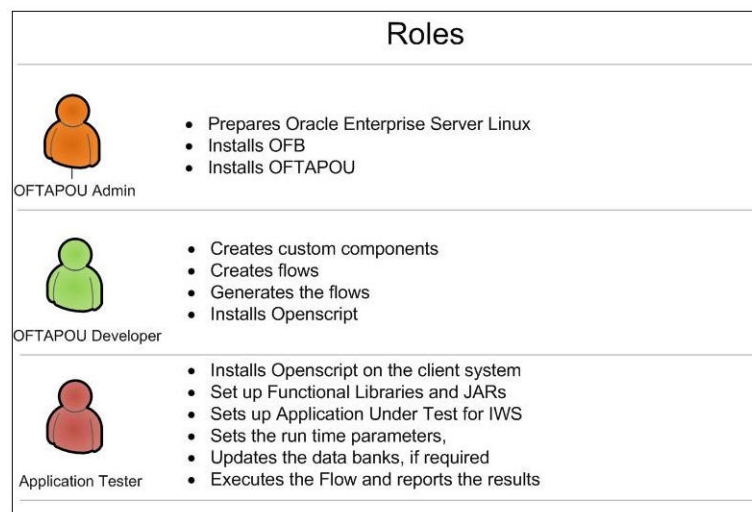 Roles
• Prepares Oracle Enterprise Server Linux
• Installs OFB
• Installs OFTAPOU
OFTAPOU Admin
• Creates custom components
• Creates flows
• Generates the flows
• Installs Openscript
OFTAPOU Developer
• Installs Openscript on the client system
• Set up Functional Libraries and JARs
• Sets up Application Under Test for IWS
• Sets the run time parameters,
• Updates the data banks, if required
• Executes the Flow and reports the results
Application Tester